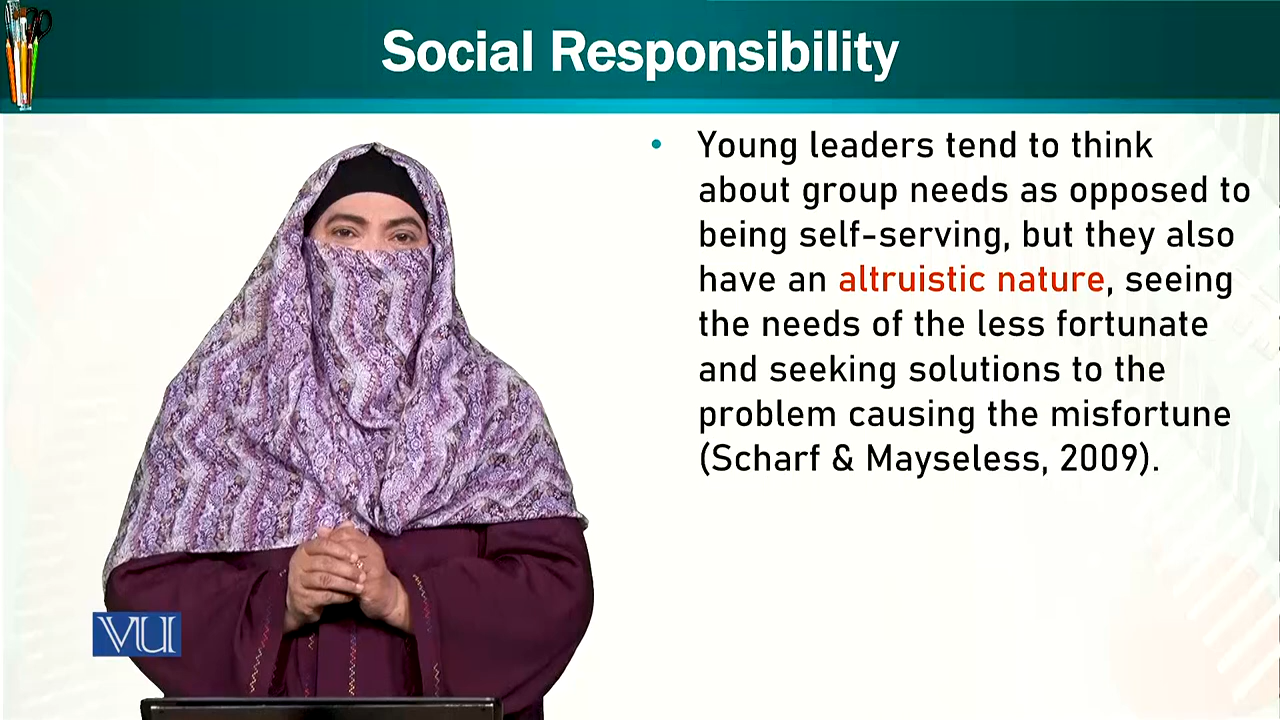 Social Responsibility
• Young leaders tend to think
about group needs as opposed to
being self-serving, but they also
have an altruistic nature, seeing
the needs of the less fortunate
and seeking solutions to the
problem causing the misfortune
(Scharf & Mayseless, 2009).
VU